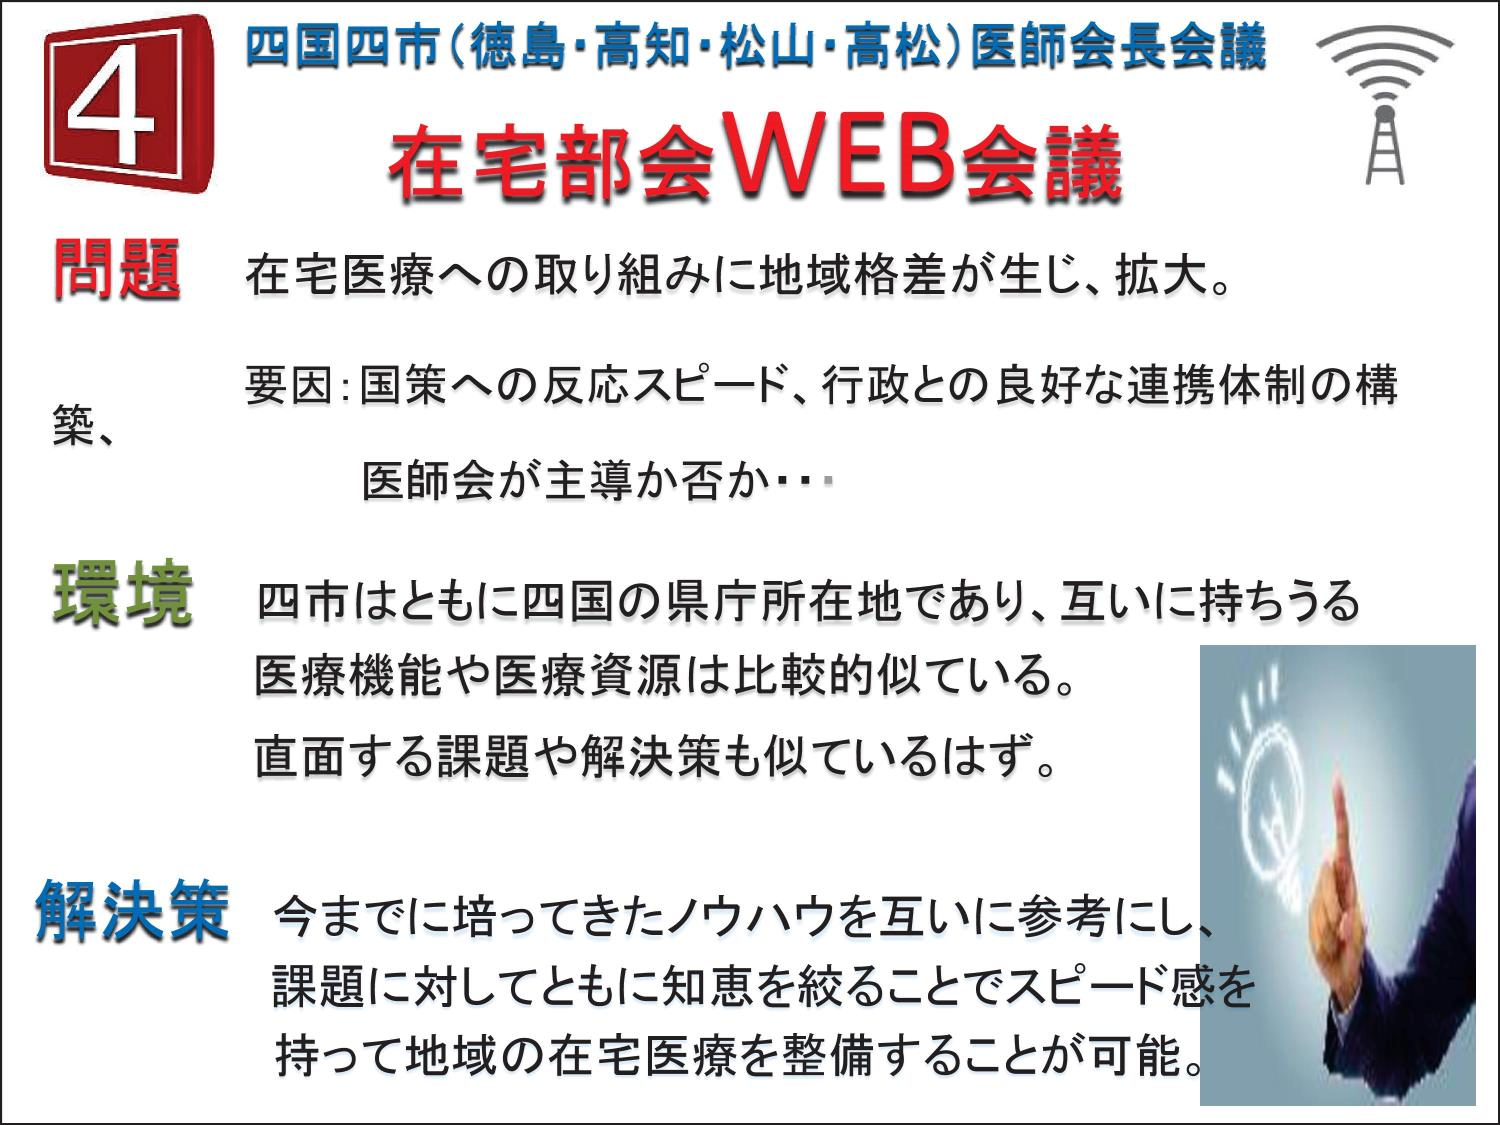 4
四国四市（徳島・高知・松山・高松）医師会長会議
在宅部会WEB会議
問題 在宅医療への取り組みに地域格差が生じ、拡大。
要因：国策への反応スピード、行政との良好な連携体制の構
築、
医師会が主導か否か・・・
環境 四市はともに四国の県庁所在地であり、互いに持ちうる
医療機能や医療資源は比較的似ている。
直面する課題や解決策も似ているはず。
解決策 今までに培ってきたノウハウを互いに参考にし、
課題に対してともに知恵を絞ることでスピード感を
持って地域の在宅医療を整備することが可能。